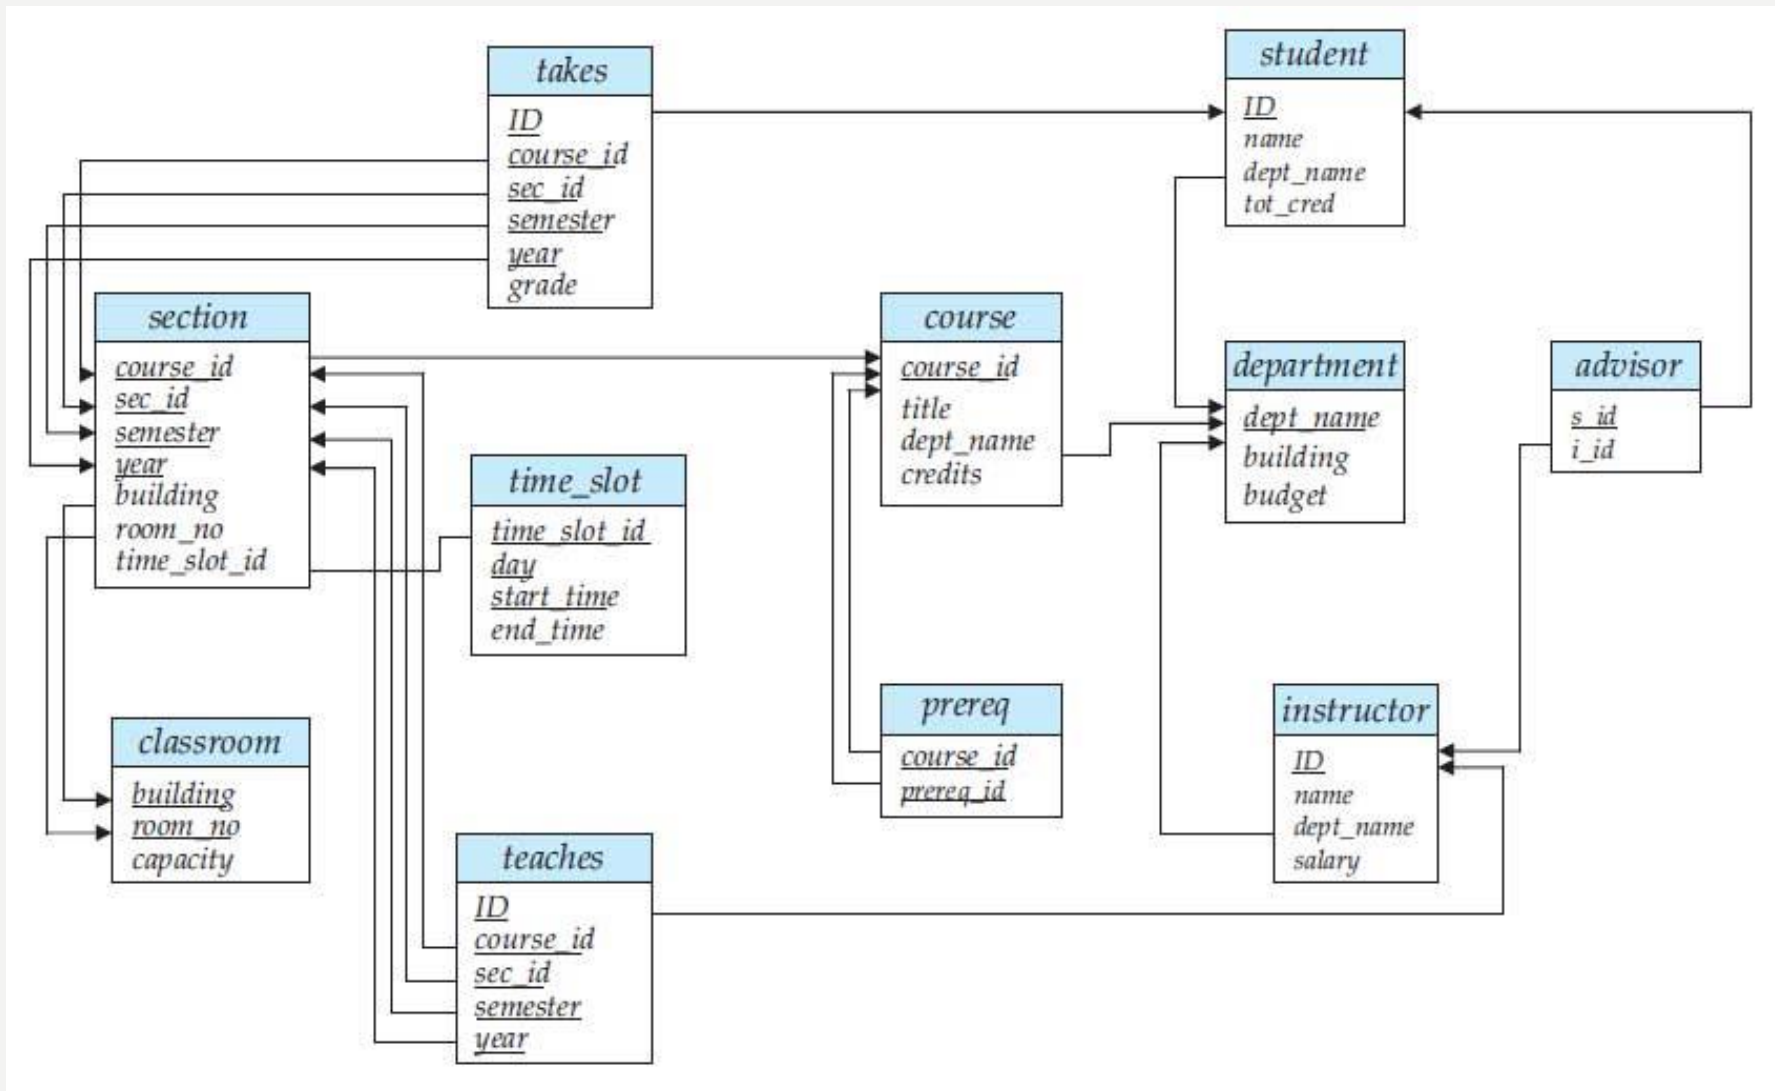 takes
ID
course_id
sec_id
semester
year
grade
student
ID
name
dept_name
tot_cred
section
course_id
sec_id
semester
year
building
room_no
time_slot_id
course
course_id
title
dept_name
credits
department
dept_name
building
budget
advisor
s_id
i_id
time_slot
time_slot_id
day
start_time
end_time
prereq
course_id
prereq_id
instructor
ID
name
dept_name
salary
classroom
building
room_no
capacity
teaches
ID
course_id
sec_id
semester
year